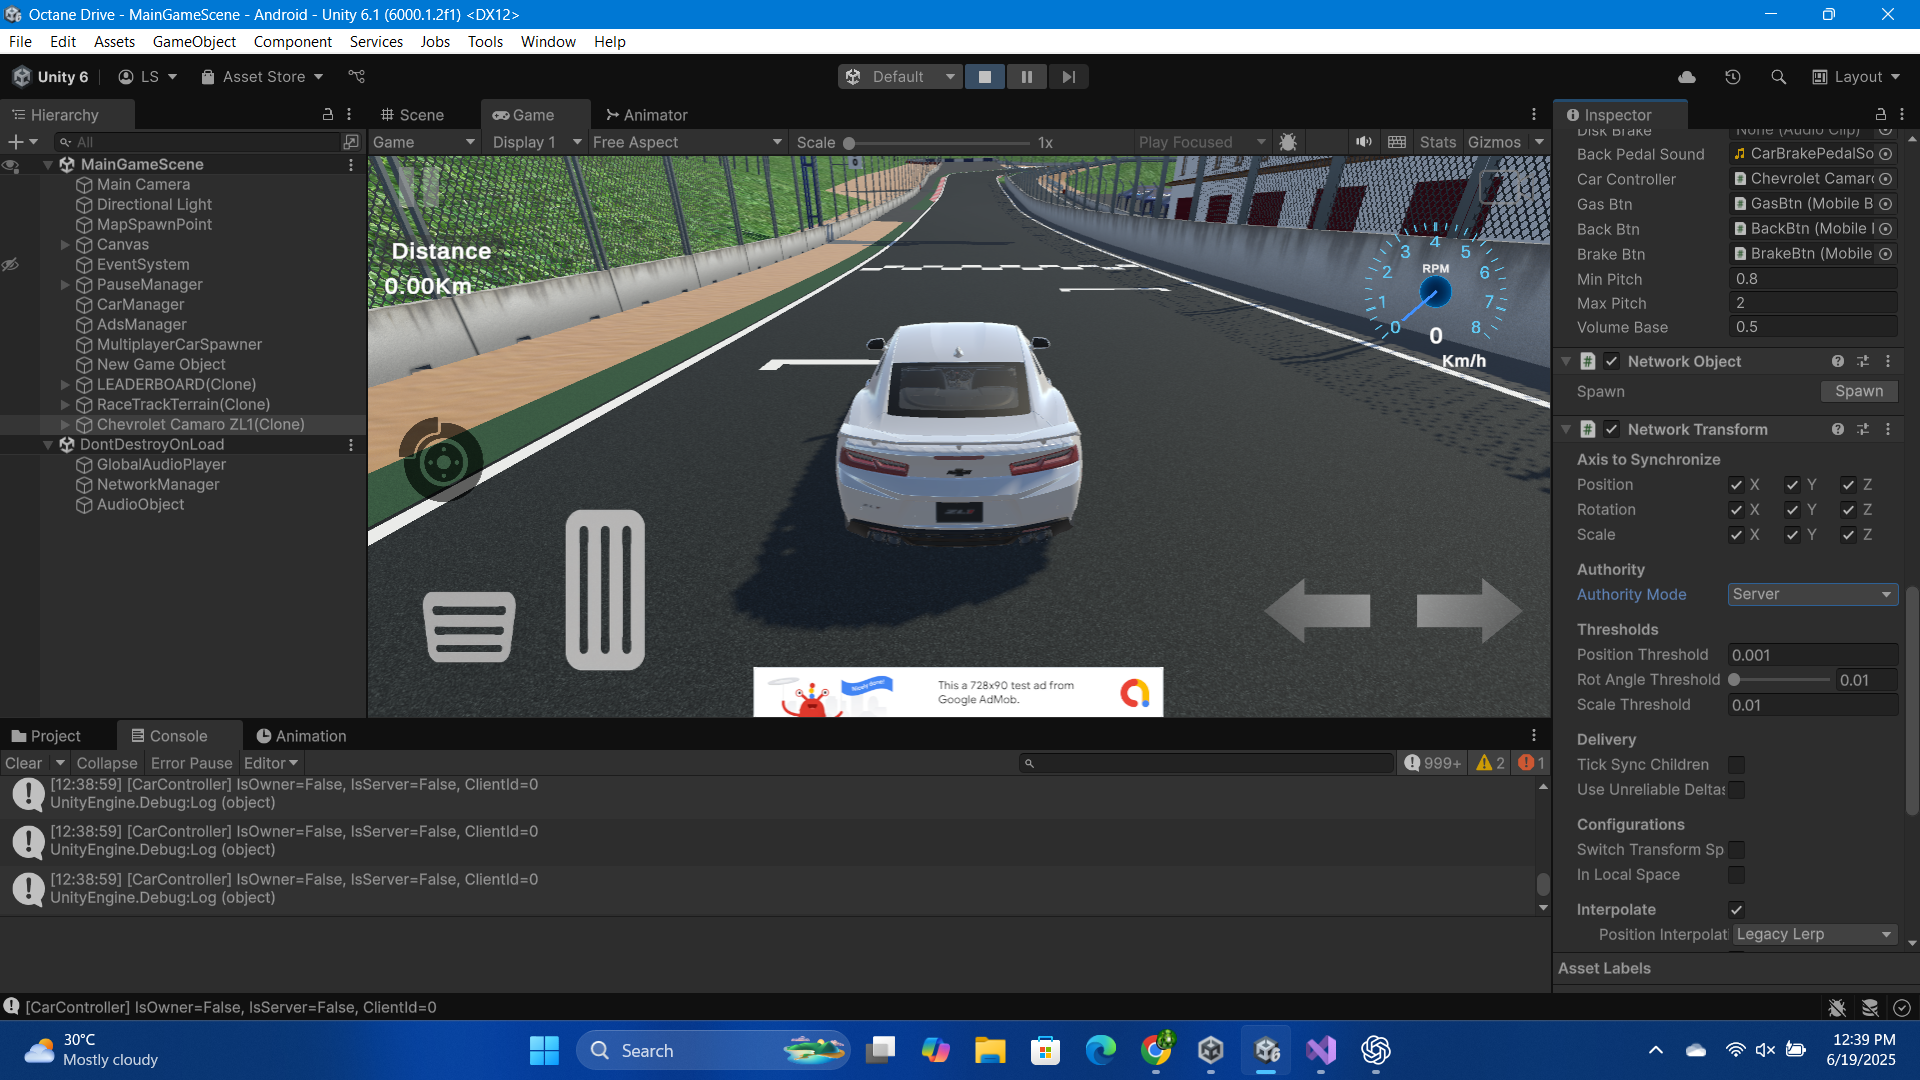 Octane Drive - MainGameScene - Android - Unity 6.1 (6000.1.2f1) <DX12>
File Edit Assets GameObject Component Services Jobs Tools Window Help
Unity 6 LS Asset Store Default Layout
Hierarchy
All
MainGameScene
Main Camera
Directional Light
MapSpawnPoint
Canvas
EventSystem
PauseManager
CarManager
AdsManager
MultiplayerCarSpawner
New Game Object
LEADERBOARD(Clone)
RaceTrackTerrain(Clone)
Chevrolet Camaro ZL1(Clone)
DontDestroyOnLoad
GlobalAudioPlayer
NetworkManager
AudioObject
Scene Game Animator
Game Display 1 Free Aspect Scale 1x Play Focused Stats Gizmos
Distance
0.00Km
0 1 2 3 4 5 6 7 8
RPM
0
Km/h
ZL1
Nicely done!
This a 728x90 test ad from
Google AdMob.
Inspector
Disk Brake None (Audio Clip)
Back Pedal Sound CarBrakePedalSo
Car Controller Chevrolet Camaro
Gas Btn GasBtn (Mobile B
Back Btn BackBtn (Mobile
Brake Btn BrakeBtn (Mobile
Min Pitch 0.8
Max Pitch 2
Volume Base 0.5
Network Object
Spawn Spawn
Network Transform
Axis to Synchronize
Position X Y Z
Rotation X Y Z
Scale X Y Z
Authority
Authority Mode Server
Thresholds
Position Threshold 0.001
Rot Angle Threshold 0.01
Scale Threshold 0.01
Delivery
Tick Sync Children
Use Unreliable Deltas
Configurations
Switch Transform Sp
In Local Space
Interpolate
Position Interpolat Legacy Lerp
Asset Labels
Project Console Animation
Clear Collapse Error Pause Editor 999+ 2 1
[12:38:59] [CarController] IsOwner=False, IsServer=False, ClientId=0
UnityEngine.Debug:Log (object)
[12:38:59] [CarController] IsOwner=False, IsServer=False, ClientId=0
UnityEngine.Debug:Log (object)
[12:38:59] [CarController] IsOwner=False, IsServer=False, ClientId=0
UnityEngine.Debug:Log (object)
[CarController] IsOwner=False, IsServer=False, ClientId=0
30°C
Mostly cloudy
Search
12:39 PM
6/19/2025